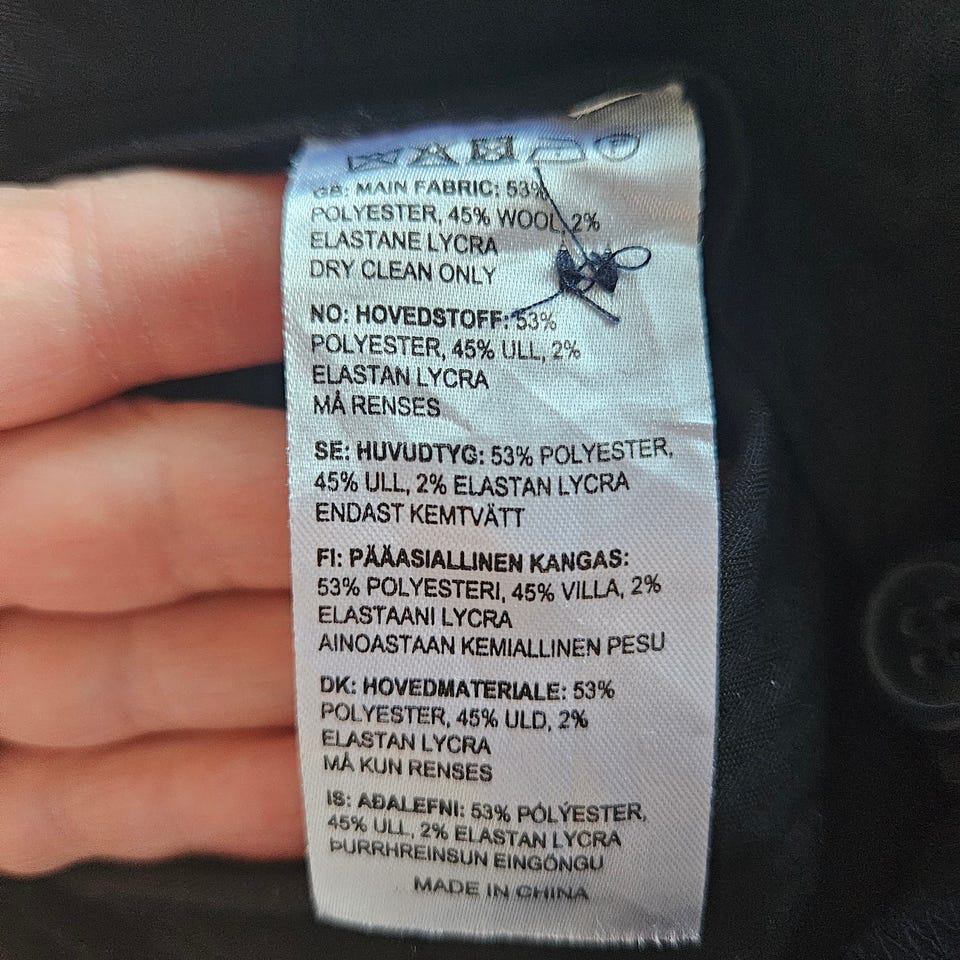 GB: MAIN FABRIC: 53%
POLYESTER, 45% WOOL, 2%
ELASTANE LYCRA
DRY CLEAN ONLY
NO: HOVEDSTOFF: 53%
POLYESTER, 45% ULL, 2%
ELASTAN LYCRA
MÅ RENSES
SE: HUVUDTYG: 53% POLYESTER,
45% ULL, 2% ELASTAN LYCRA
ENDAST KEMTVÄTT
FI: PÄÄASIALLINEN KANGAS:
53% POLYESTERI, 45% VILLA, 2%
ELASTAANI LYCRA
AINOASTAAN KEMIALLINEN PESU
DK: HOVEDMATERIALE: 53%
POLYESTER, 45% ULD, 2%
ELASTAN LYCRA
MÅ KUN RENSES
IS: AÐALEFNI: 53% PÓLÝESTER,
45% ULL, 2% ELASTAN LYCRA
ÞURRHREINSUN EINGÖNGU
MADE IN CHINA